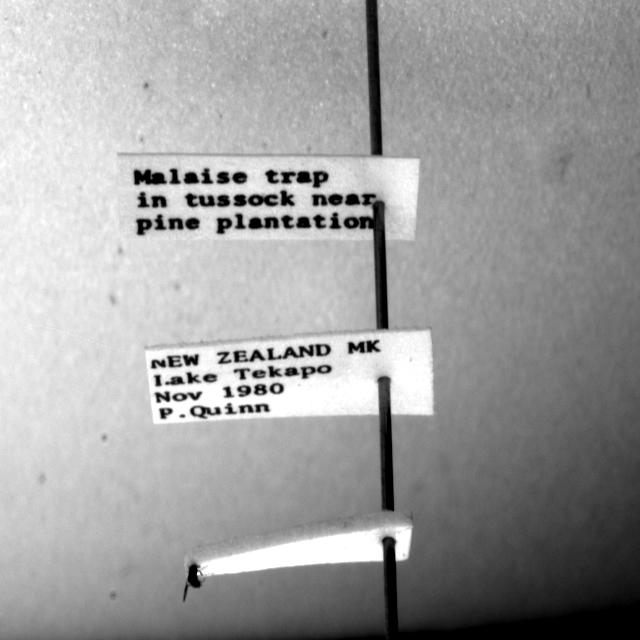 Malaise trap
in tussock near
pine plantation
NEW ZEALAND MK
Lake Tekapo
Nov 1980
P.Quinn